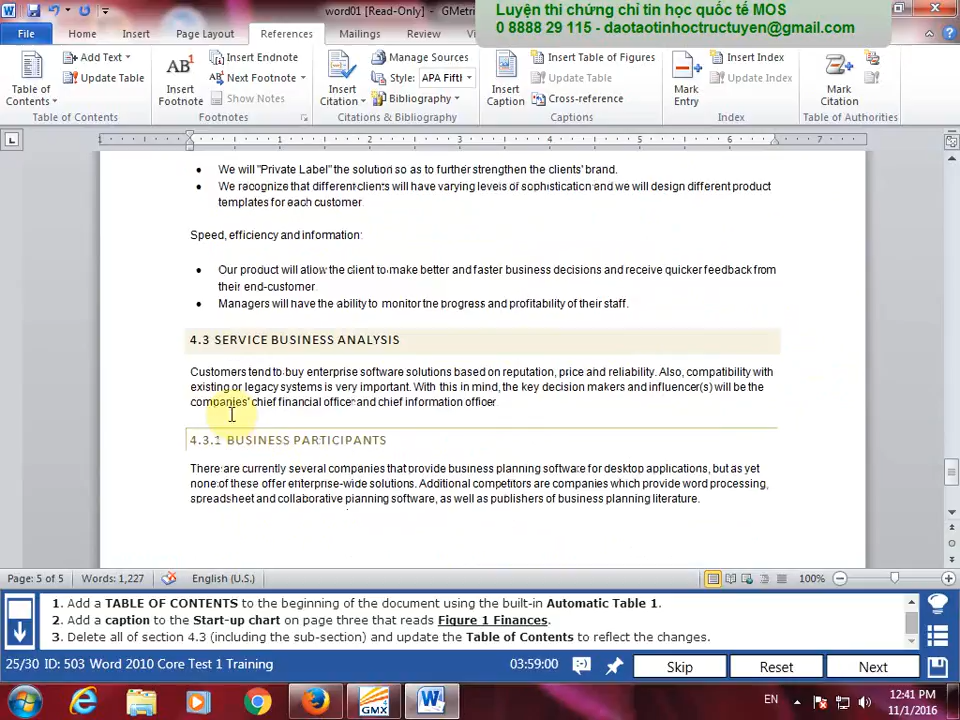 word01 [Read-Only] - GMetri
Luyện thi chứng chỉ tin học quốc tế MOS
0 8888 29 115 - daotaotinhoctructuyen@gmail.com
File Home Insert Page Layout References Mailings Review
Table of Contents
Add Text
Update Table
Table of Contents
AB¹
Insert Footnote
Insert Endnote
Next Footnote
Show Notes
Footnotes
Insert Citation
Manage Sources
Style: APA Fifth
Bibliography
Citations & Bibliography
Insert Caption
Insert Table of Figures
Update Table
Cross-reference
Captions
Mark Entry
Insert Index
Update Index
Index
Mark Citation
Table of Authorities
1 2 3 4 5 6 7
We will "Private Label" the solution so as to further strengthen the clients' brand.
We recognize that different clients will have varying levels of sophistication and we will design different product
templates for each customer
Speed, efficiency and information:
Our product will allow the client to make better and faster business decisions and receive quicker feedback from
their end-customer
Managers will have the ability to monitor the progress and profitability of their staff.
4.3 SERVICE BUSINESS ANALYSIS
Customers tend to buy enterprise software solutions based on reputation, price and reliability. Also, compatibility with
existing or legacy systems is very important. With this in mind, the key decision makers and influencer(s) will be the
companies' chief financial officer and chief information officer
4.3.1 BUSINESS PARTICIPANTS
There are currently several companies that provide business planning software for desktop applications, but as yet
none of these offer enterprise-wide solutions. Additional competitors are companies which provide word processing,
spreadsheet and collaborative planning software, as well as publishers of business planning literature.
Page: 5 of 5 Words: 1,227 English (U.S.) 100%
1. Add a TABLE OF CONTENTS to the beginning of the document using the built-in Automatic Table 1.
2. Add a caption to the Start-up chart on page three that reads Figure 1 Finances.
3. Delete all of section 4.3 (including the sub-section) and update the Table of Contents to reflect the changes.
25/30 ID: 503 Word 2010 Core Test 1 Training 03:59:00 Skip Reset Next
GMX
EN 12:41 PM
11/1/2016